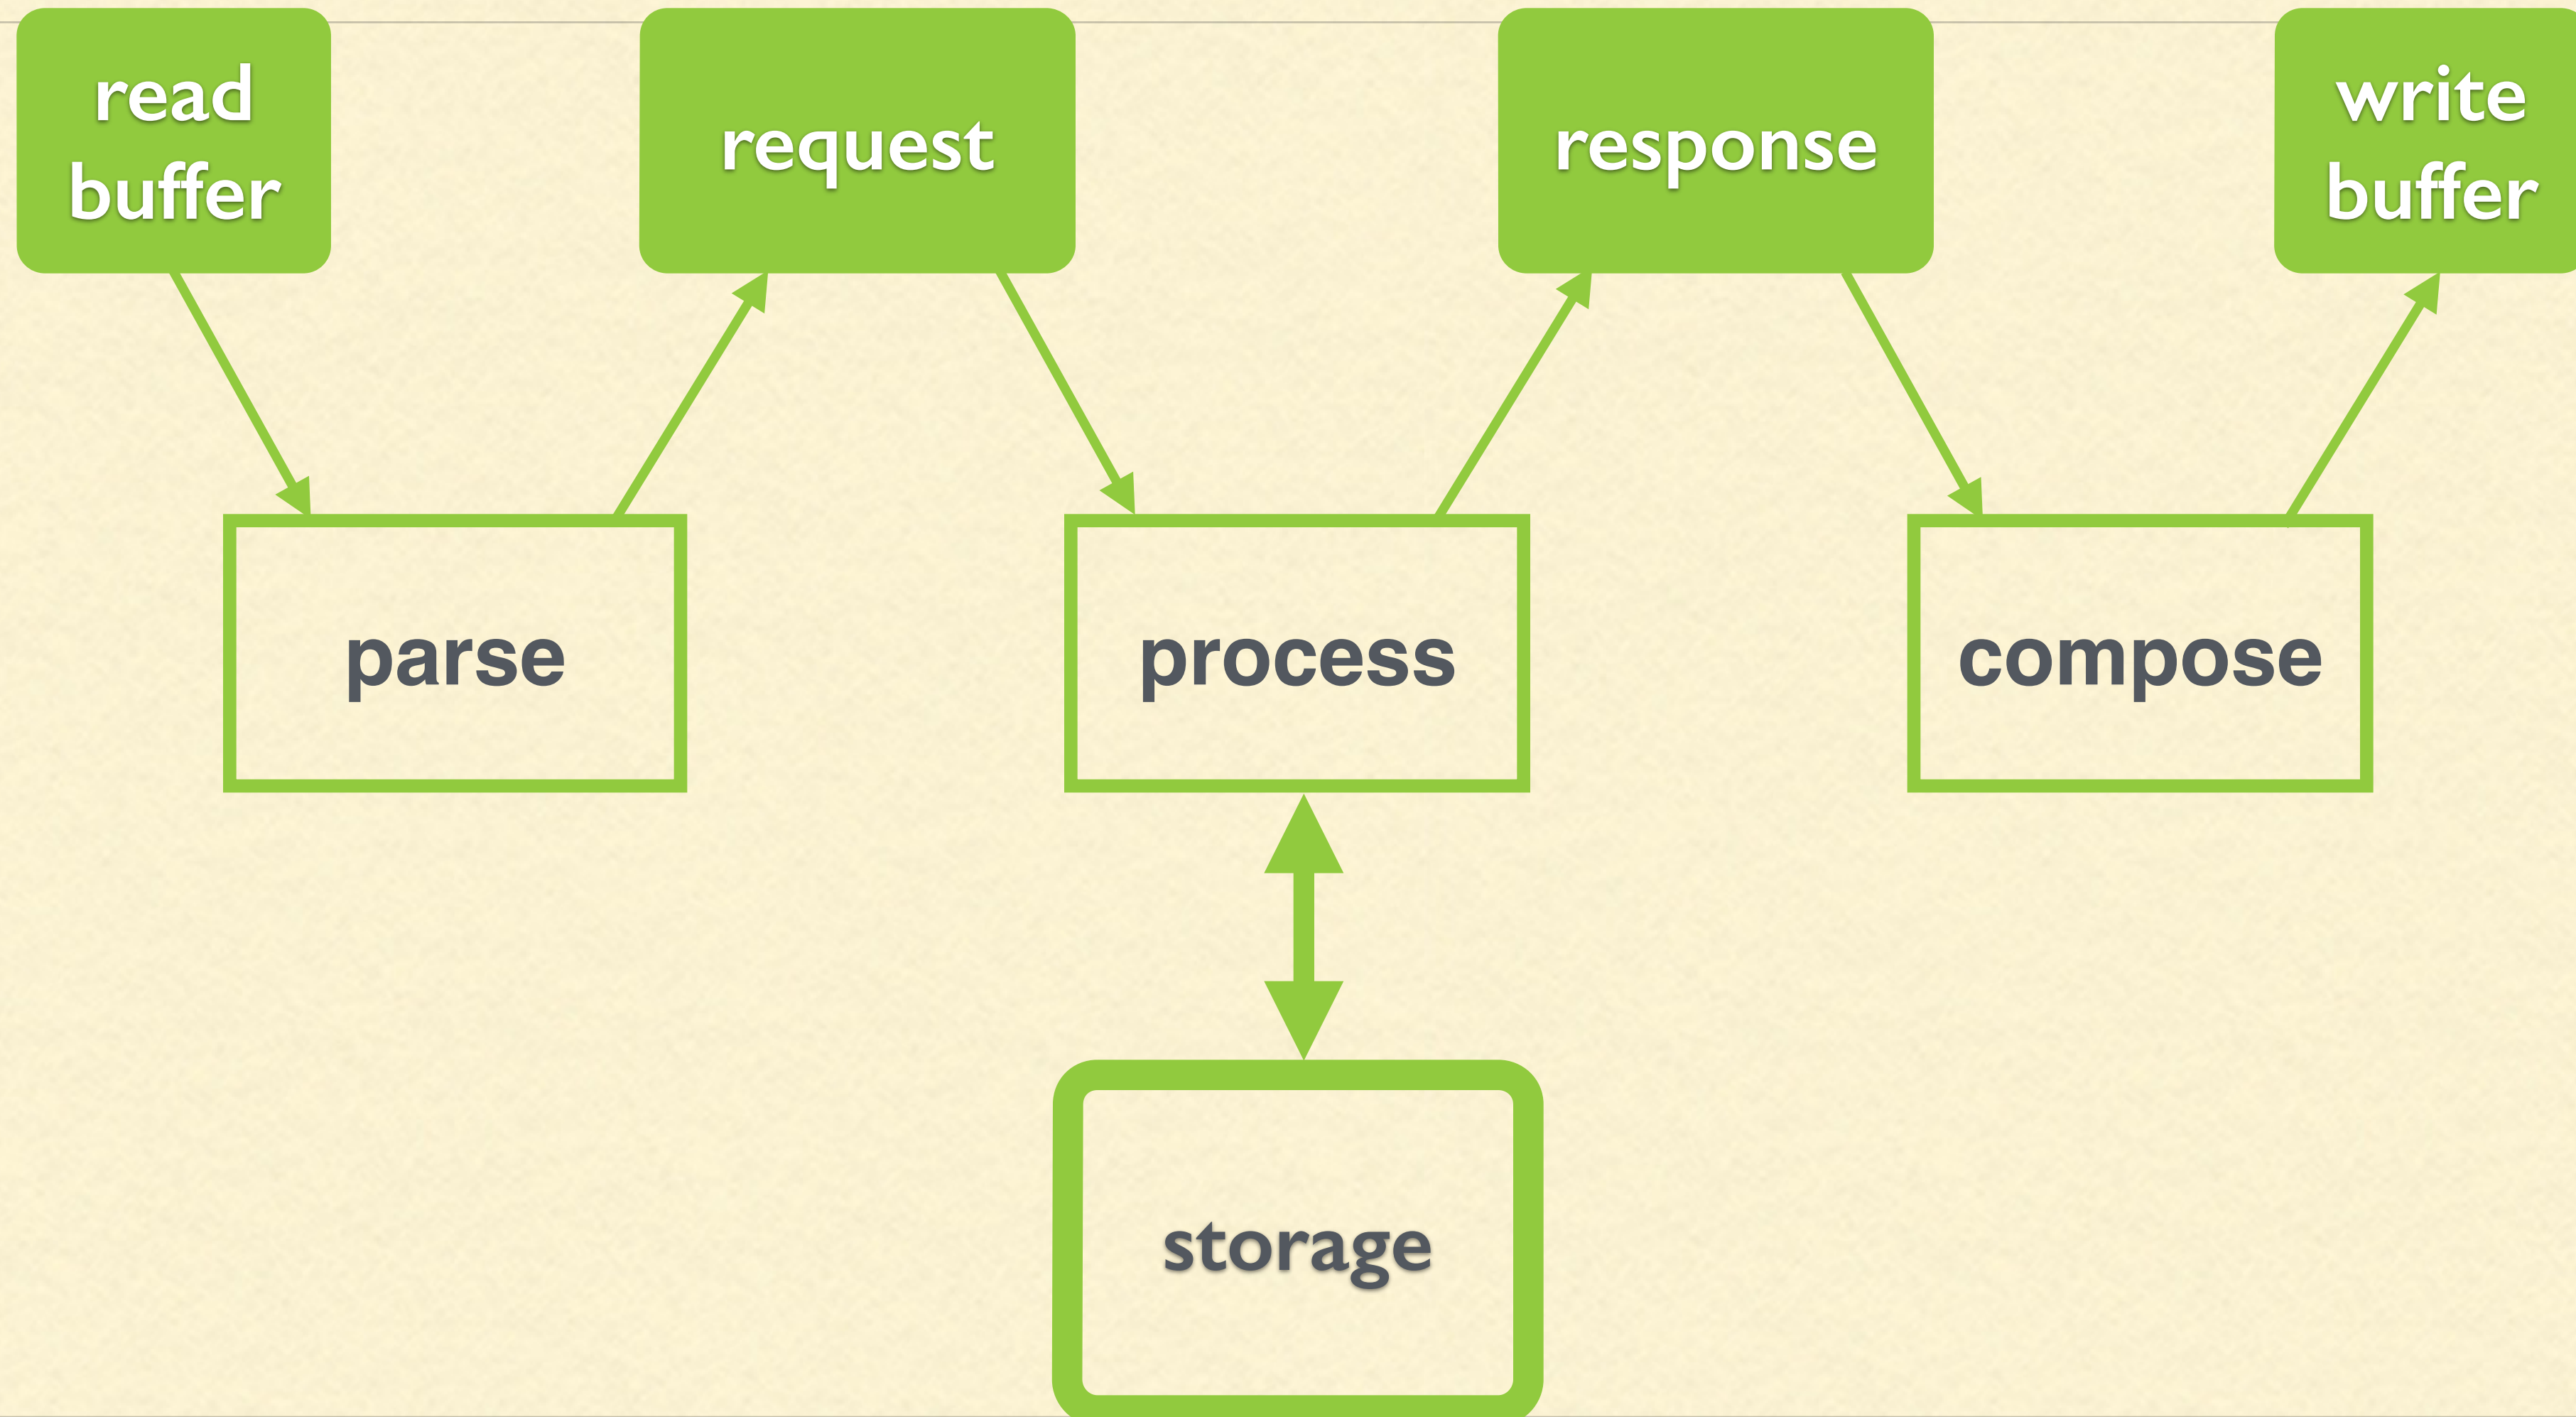 read
buffer
request
response
write
buffer
parse
process
compose
storage